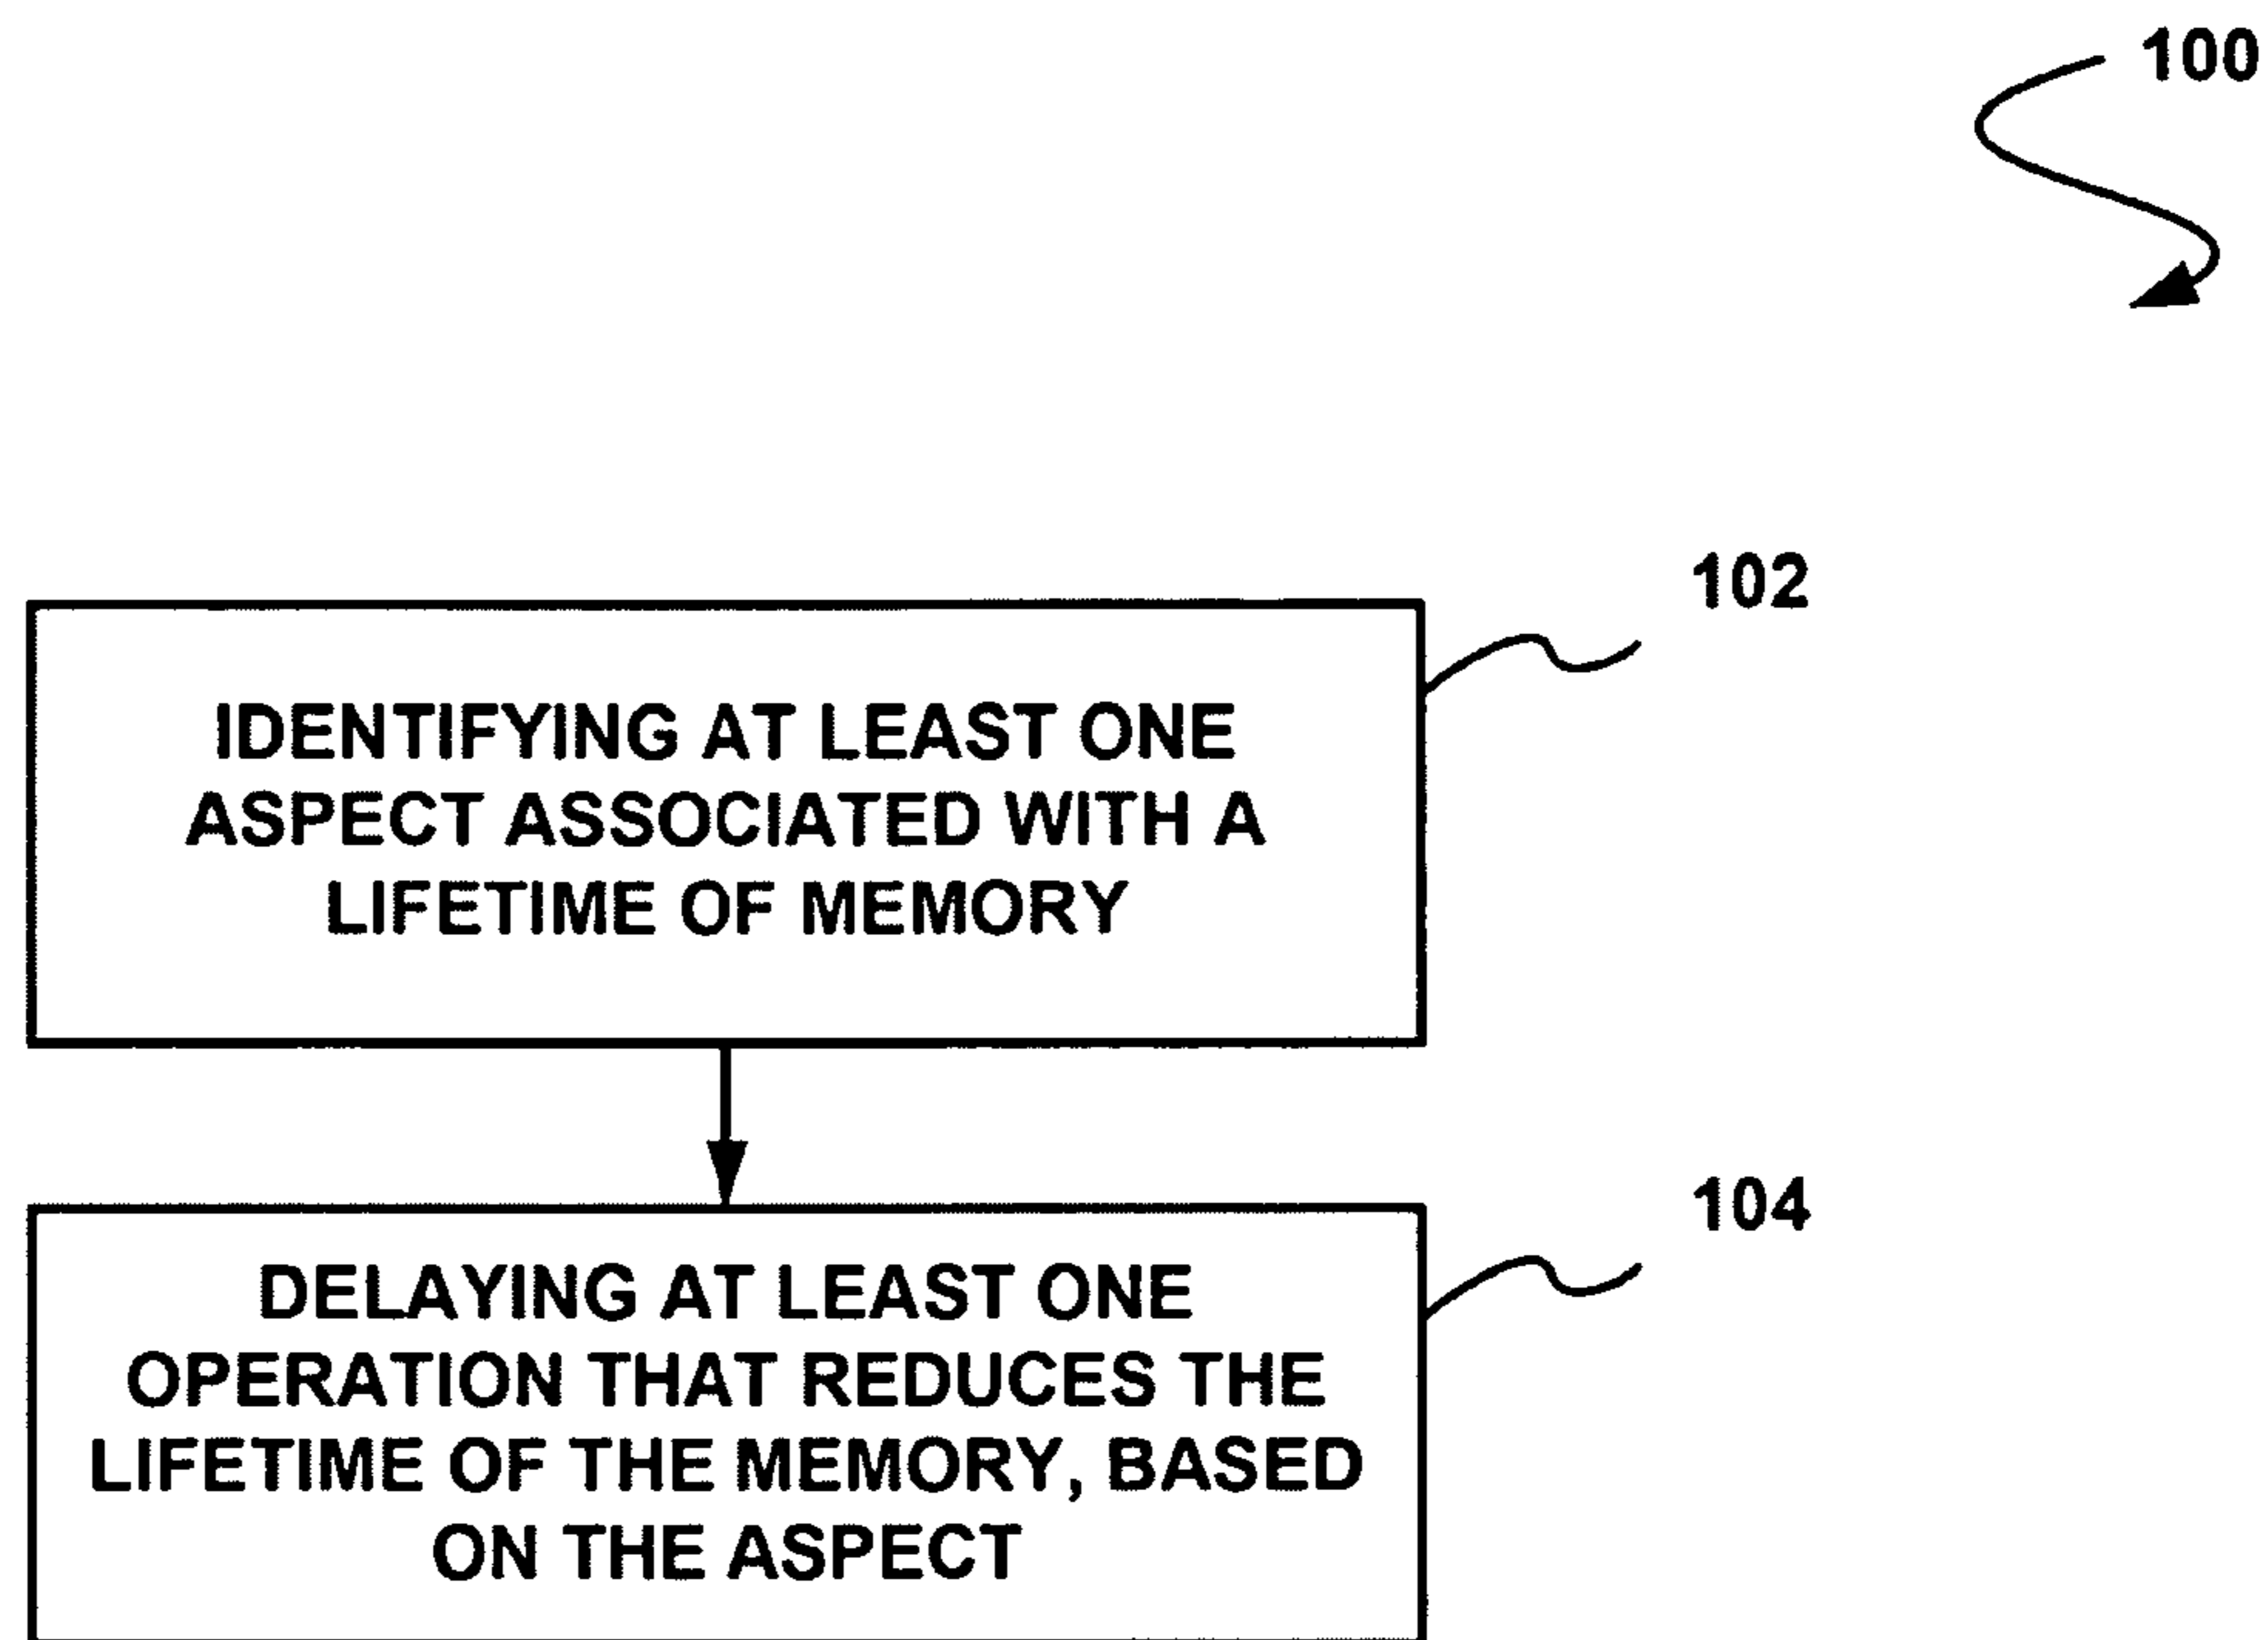 100
102
IDENTIFYING AT LEAST ONE
ASPECT ASSOCIATED WITH A
LIFETIME OF MEMORY
104
DELAYING AT LEAST ONE
OPERATION THAT REDUCES THE
LIFETIME OF THE MEMORY, BASED
ON THE ASPECT